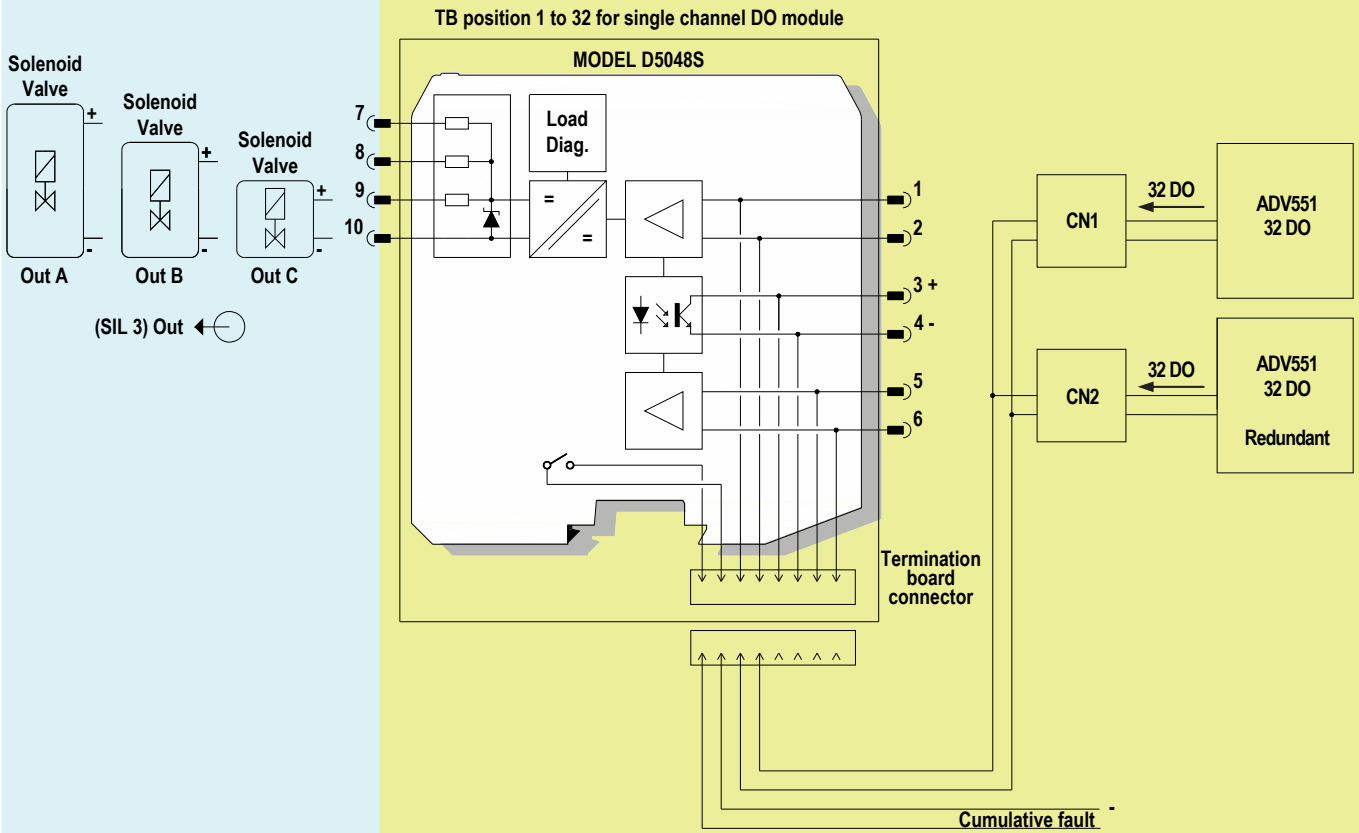 TB position 1 to 32 for single channel DO module
MODEL D5048S
Solenoid
Valve
+
-
Out A
Solenoid
Valve
+
-
Out B
Solenoid
Valve
+
-
Out C
(SIL 3) Out
7
8
9
10
Load
Diag.
=
=
1
2
3 +
4 -
5
6
Termination
board
connector
CN1
32 DO
ADV551
32 DO
CN2
32 DO
ADV551
32 DO
Redundant
-
Cumulative fault